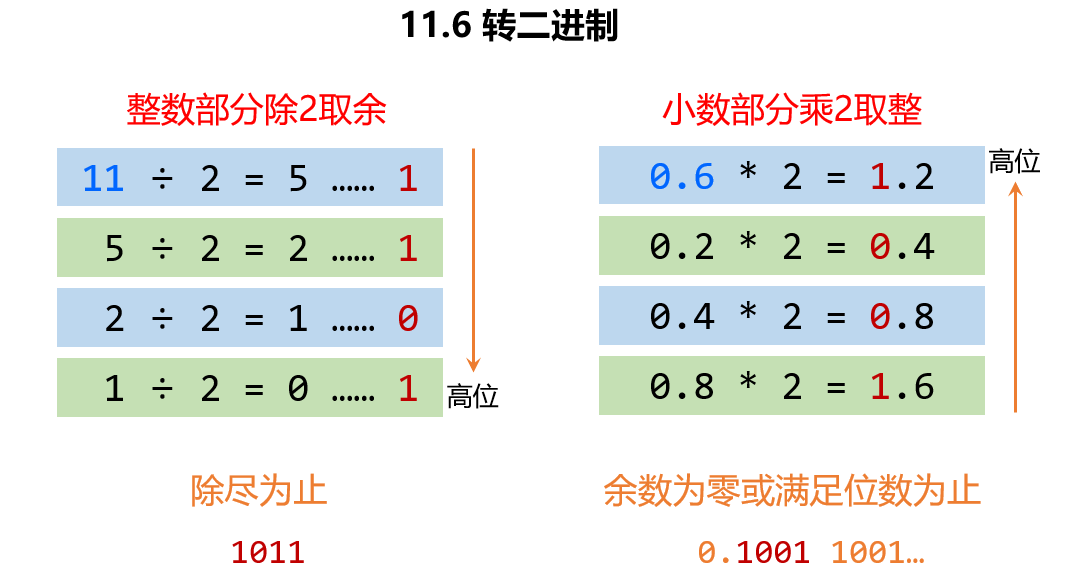 11.6 转二进制
整数部分除2取余
11 ÷ 2 = 5 …… 1
5 ÷ 2 = 2 …… 1
2 ÷ 2 = 1 …… 0
1 ÷ 2 = 0 …… 1
高位
除尽为止
1011
小数部分乘2取整
高位
0.6 * 2 = 1.2
0.2 * 2 = 0.4
0.4 * 2 = 0.8
0.8 * 2 = 1.6
余数为零或满足位数为止
0.1001 1001…